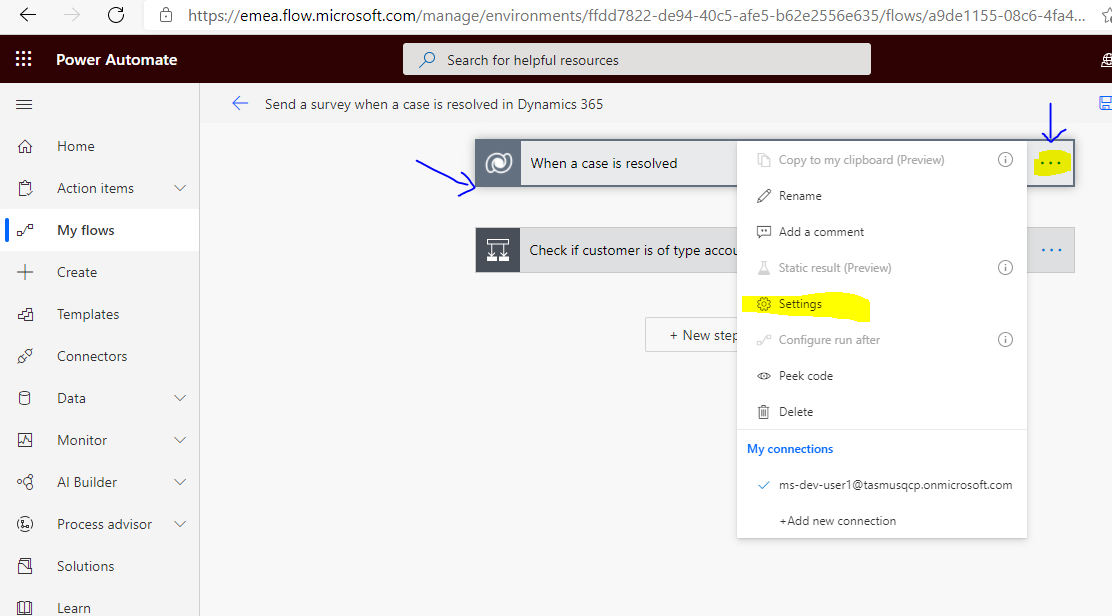 https://emea.flow.microsoft.com/manage/environments/ffdd7822-de94-40c5-afe5-b62e2556e635/flows/a9de1155-08c6-4fa4...
Power Automate
Search for helpful resources
Send a survey when a case is resolved in Dynamics 365
Home
Action items
My flows
Create
Templates
Connectors
Data
Monitor
AI Builder
Process advisor
Solutions
Learn
When a case is resolved
Check if customer is of type accou
+ New step
Copy to my clipboard (Preview)
Rename
Add a comment
Static result (Preview)
Settings
Configure run after
Peek code
Delete
My connections
ms-dev-user1@tasmusqcp.onmicrosoft.com
+Add new connection